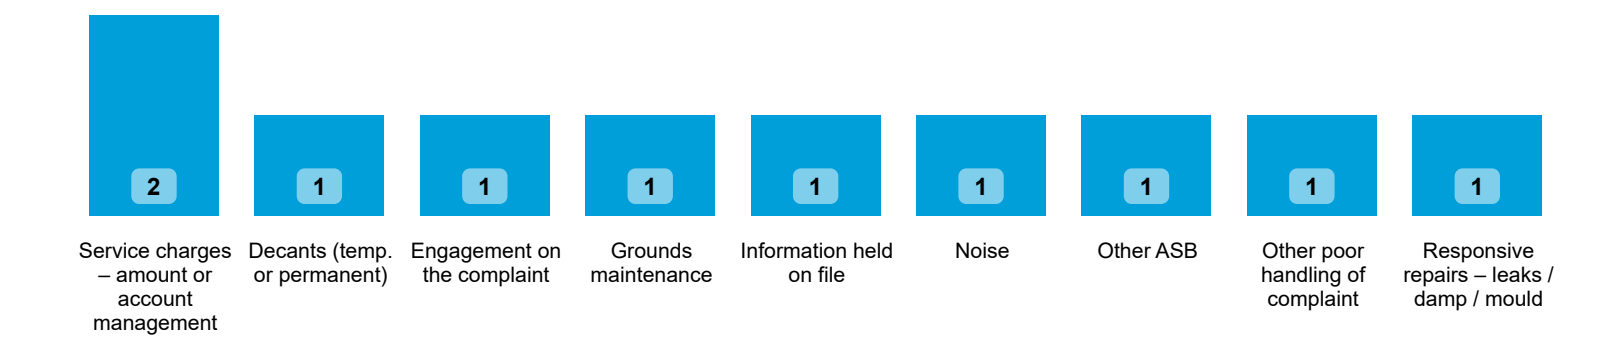 2
1
1
1
1
1
1
1
1
Service charges
– amount or
account
management
Decants (temp.
or permanent)
Engagement on
the complaint
Grounds
maintenance
Information held
on file
Noise
Other ASB
Other poor
handling of
complaint
Responsive
repairs – leaks /
damp / mould